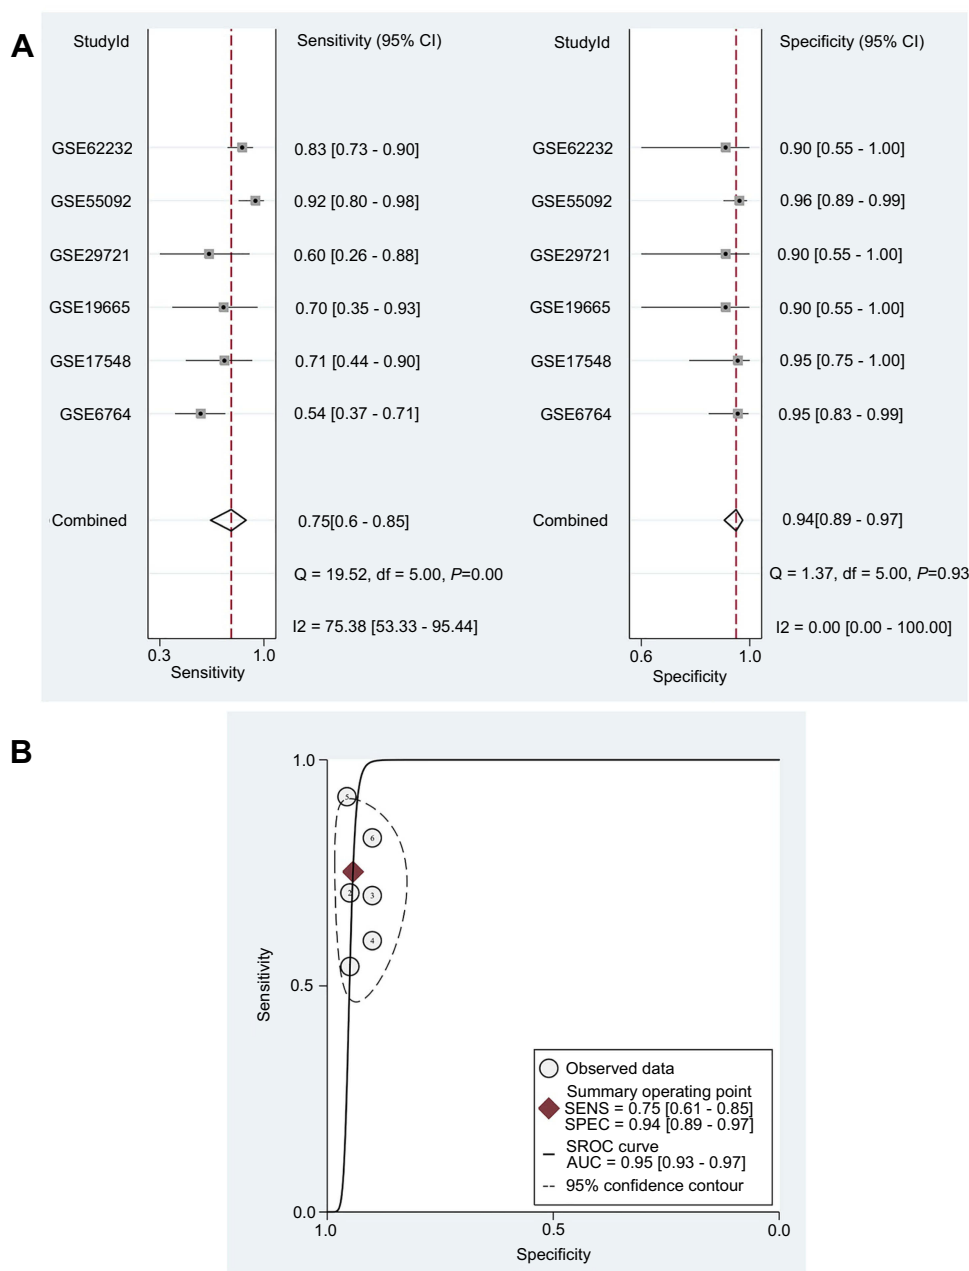 A
StudyId
Sensitivity (95% CI)
StudyId
Specificity (95% CI)
GSE62232
0.83 [0.73 - 0.90]
GSE62232
0.90 [0.55 - 1.00]
GSE55092
0.92 [0.80 - 0.98]
GSE55092
0.96 [0.89 - 0.99]
GSE29721
0.60 [0.26 - 0.88]
GSE29721
0.90 [0.55 - 1.00]
GSE19665
0.70 [0.35 - 0.93]
GSE19665
0.90 [0.55 - 1.00]
GSE17548
0.71 [0.44 - 0.90]
GSE17548
0.95 [0.75 - 1.00]
GSE6764
0.54 [0.37 - 0.71]
GSE6764
0.95 [0.83 - 0.99]
Combined
0.75[0.6 - 0.85]
Combined
0.94[0.89 - 0.97]
Q = 19.52, df = 5.00, P=0.00
Q = 1.37, df = 5.00, P=0.93
I2 = 75.38 [53.33 - 95.44]
I2 = 0.00 [0.00 - 100.00]
0.3
1.0
0.6
1.0
Sensitivity
Specificity
B
1.0
5
6
2
3
4
0.5
Sensitivity
Observed data
Summary operating point
SENS = 0.75 [0.61 - 0.85]
SPEC = 0.94 [0.89 - 0.97]
SROC curve
AUC = 0.95 [0.93 - 0.97]
95% confidence contour
0.0
1.0
0.5
0.0
Specificity